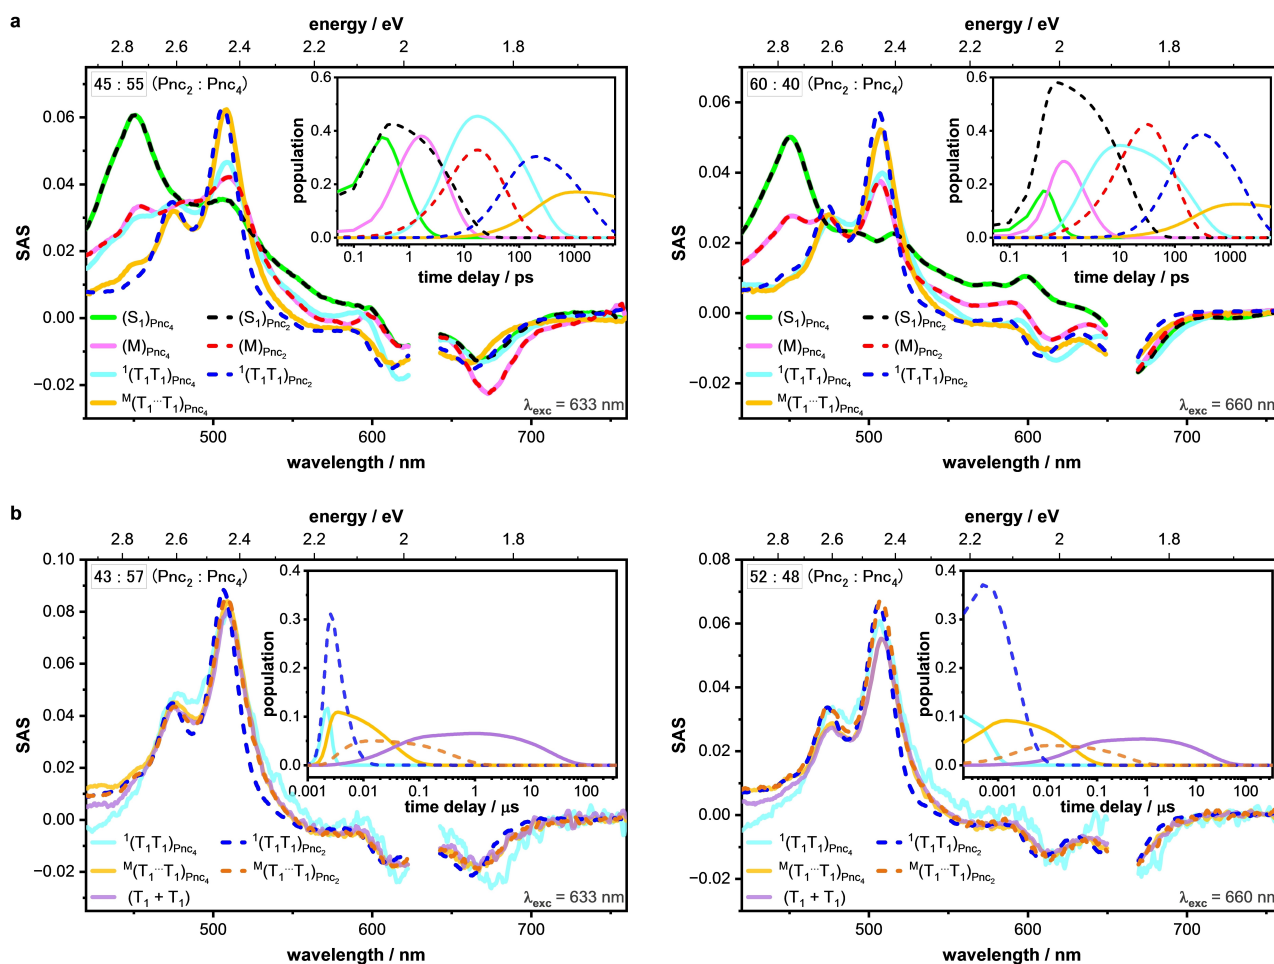 a
energy / eV
2.8 2.6 2.4 2.2 2 1.8
45 : 55 (Pnc2 : Pnc4)
0.06
0.04
0.02
0.00
−0.02
SAS
0.6
0.4
0.2
0.0
population
0.1 1 10 100 1000
time delay / ps
(S1)Pnc4 (S1)Pnc2
(M)Pnc4 (M)Pnc2
1(T1T1)Pnc4 1(T1T1)Pnc2
M(T1···T1)Pnc4
λexc = 633 nm
500 600 700
wavelength / nm
energy / eV
2.8 2.6 2.4 2.2 2 1.8
60 : 40 (Pnc2 : Pnc4)
0.06
0.04
0.02
0.00
−0.02
SAS
0.6
0.4
0.2
0.0
population
0.1 1 10 100 1000
time delay / ps
(S1)Pnc4 (S1)Pnc2
(M)Pnc4 (M)Pnc2
1(T1T1)Pnc4 1(T1T1)Pnc2
M(T1···T1)Pnc4
λexc = 660 nm
500 600 700
wavelength / nm
b
energy / eV
2.8 2.6 2.4 2.2 2 1.8
43 : 57 (Pnc2 : Pnc4)
0.10
0.08
0.06
0.04
0.02
0.00
−0.02
SAS
0.4
0.3
0.2
0.1
0.0
population
0.001 0.01 0.1 1 10 100
time delay / µs
1(T1T1)Pnc4 1(T1T1)Pnc2
M(T1···T1)Pnc4 M(T1···T1)Pnc2
(T1 + T1)
λexc = 633 nm
500 600 700
wavelength / nm
energy / eV
2.8 2.6 2.4 2.2 2 1.8
52 : 48 (Pnc2 : Pnc4)
0.08
0.06
0.04
0.02
0.00
−0.02
SAS
0.4
0.3
0.2
0.1
0.0
population
0.001 0.01 0.1 1 10 100
time delay / µs
1(T1T1)Pnc4 1(T1T1)Pnc2
M(T1···T1)Pnc4 M(T1···T1)Pnc2
(T1 + T1)
λexc = 660 nm
500 600 700
wavelength / nm